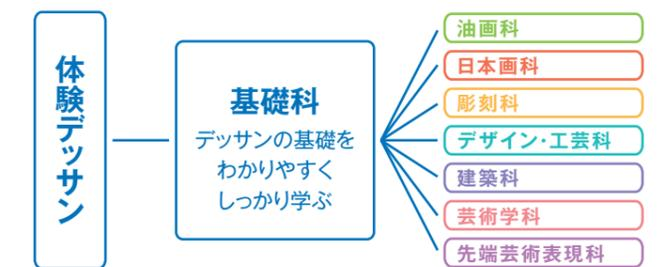 体験デッサン
基礎科
デッサンの基礎を
わかりやすく
しっかり学ぶ
油画科
日本画科
彫刻科
デザイン・工芸科
建築科
芸術学科
先端芸術表現科